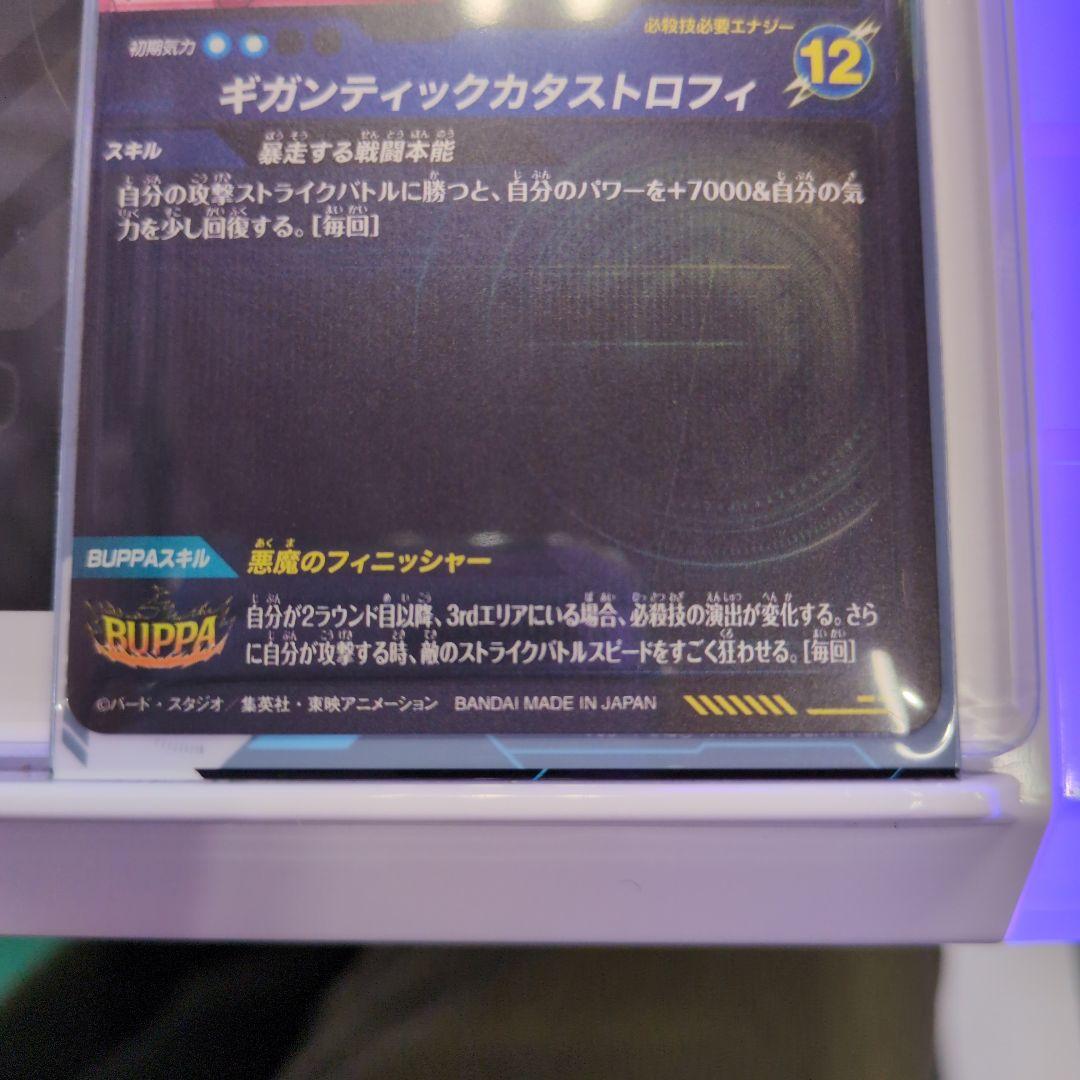 初期気力
必殺技必要エナジー
12
ギガンティックカタストロフィ
スキル
暴走する戦闘本能
自分の攻撃ストライクバトルに勝つと、自分のパワーを+7000&自分の気
力を少し回復する。[毎回]
BUPPAスキル
悪魔のフィニッシャー
BUPPA
自分が2ラウンド目以降、3rdエリアにいる場合、必殺技の演出が変化する。さら
に自分が攻撃する時、敵のストライクバトルスピードをすごく狂わせる。[毎回]
©バード・スタジオ／集英社・東映アニメーション BANDAI MADE IN JAPAN